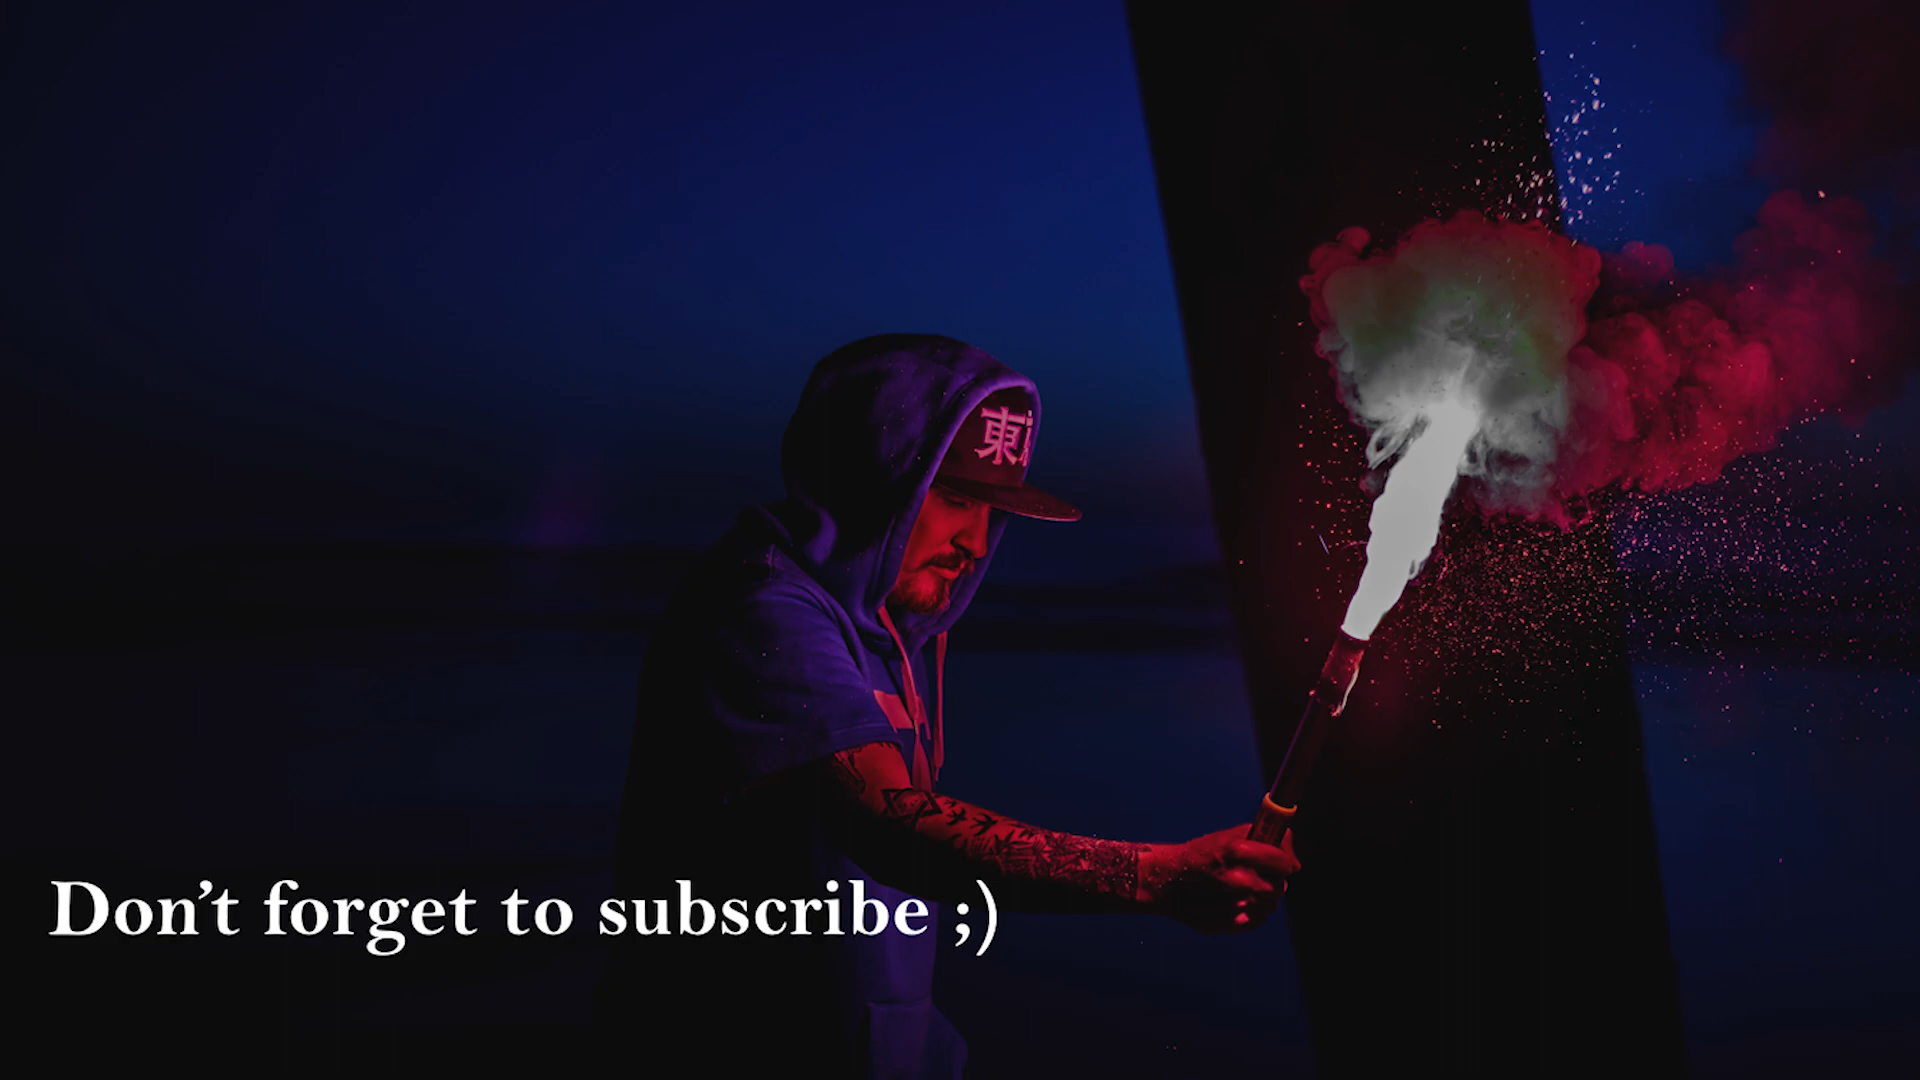 東
Don’t forget to subscribe ;)